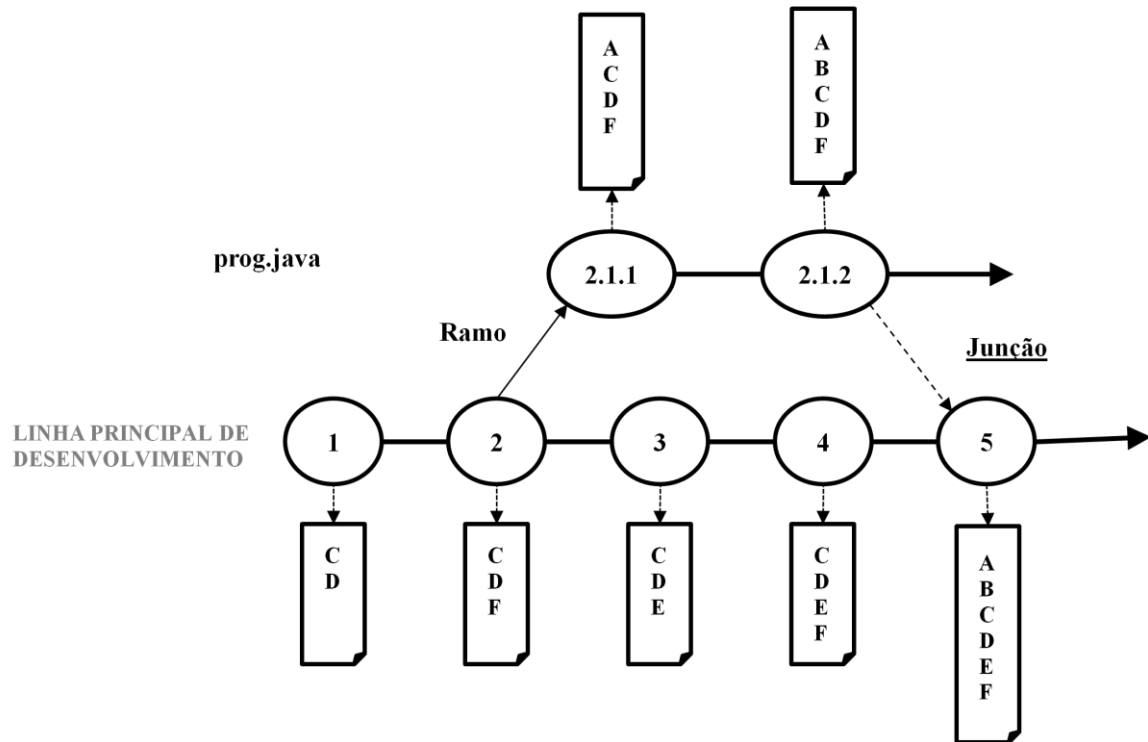 A
C
D
F
A
B
C
D
F
prog.java
2.1.1
2.1.2
Ramo
Junção
LINHA PRINCIPAL DE
DESENVOLVIMENTO
1
2
3
4
5
C
D
C
D
F
C
D
E
C
D
E
F
A
B
C
D
E
F